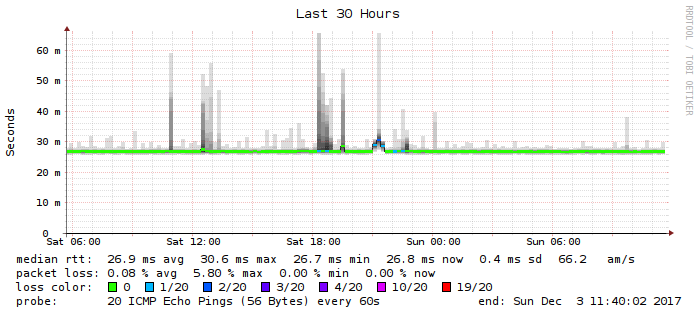 Last 30 Hours
RRDTOOL / TOBI OETIKER
Seconds
60 m
50 m
40 m
30 m
20 m
10 m
0
Sat 06:00 Sat 12:00 Sat 18:00 Sun 00:00 Sun 06:00
median rtt: 26.9 ms avg 30.6 ms max 26.7 ms min 26.8 ms now 0.4 ms sd 66.2 am/s
packet loss: 0.08 % avg 5.80 % max 0.00 % min 0.00 % now
loss color: 0 1/20 2/20 3/20 4/20 10/20 19/20
probe: 20 ICMP Echo Pings (56 Bytes) every 60s end: Sun Dec 3 11:40:02 2017